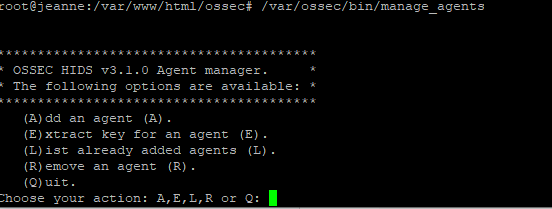 root@jeanne:/var/www/html/ossec# /var/ossec/bin/manage_agents
****************************************
* OSSEC HIDS v3.1.0 Agent manager.     *
* The following options are available: *
****************************************
(A)dd an agent (A).
(E)xtract key for an agent (E).
(L)ist already added agents (L).
(R)emove an agent (R).
(Q)uit.
Choose your action: A,E,L,R or Q: